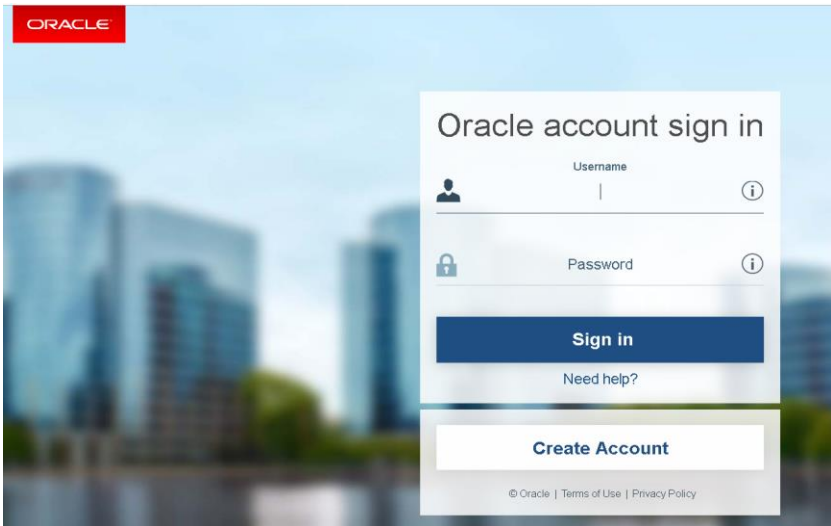 ORACLE
Oracle account sign in
Username
Password
Sign in
Need help?
Create Account
© Oracle | Terms of Use | Privacy Policy